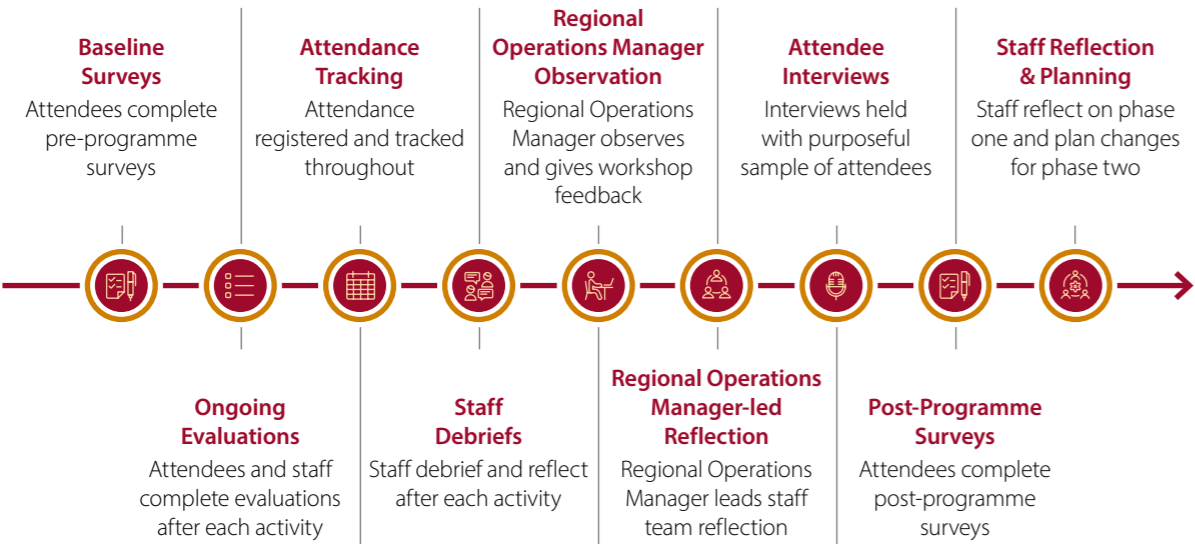 Baseline
Surveys
Attendees complete
pre-programme
surveys
Ongoing
Evaluations
Attendees and staff
complete evaluations
after each activity
Attendance
Tracking
Attendance
registered and tracked
throughout
Staff
Debriefs
Staff debrief and reflect
after each activity
Regional
Operations Manager
Observation
Regional Operations
Manager observes
and gives workshop
feedback
Regional Operations
Manager-led
Reflection
Regional Operations
Manager leads staff
team reflection
Attendee
Interviews
Interviews held
with purposeful
sample of attendees
Post-Programme
Surveys
Attendees complete
post-programme
surveys
Staff Reflection
& Planning
Staff reflect on phase
one and plan changes
for phase two